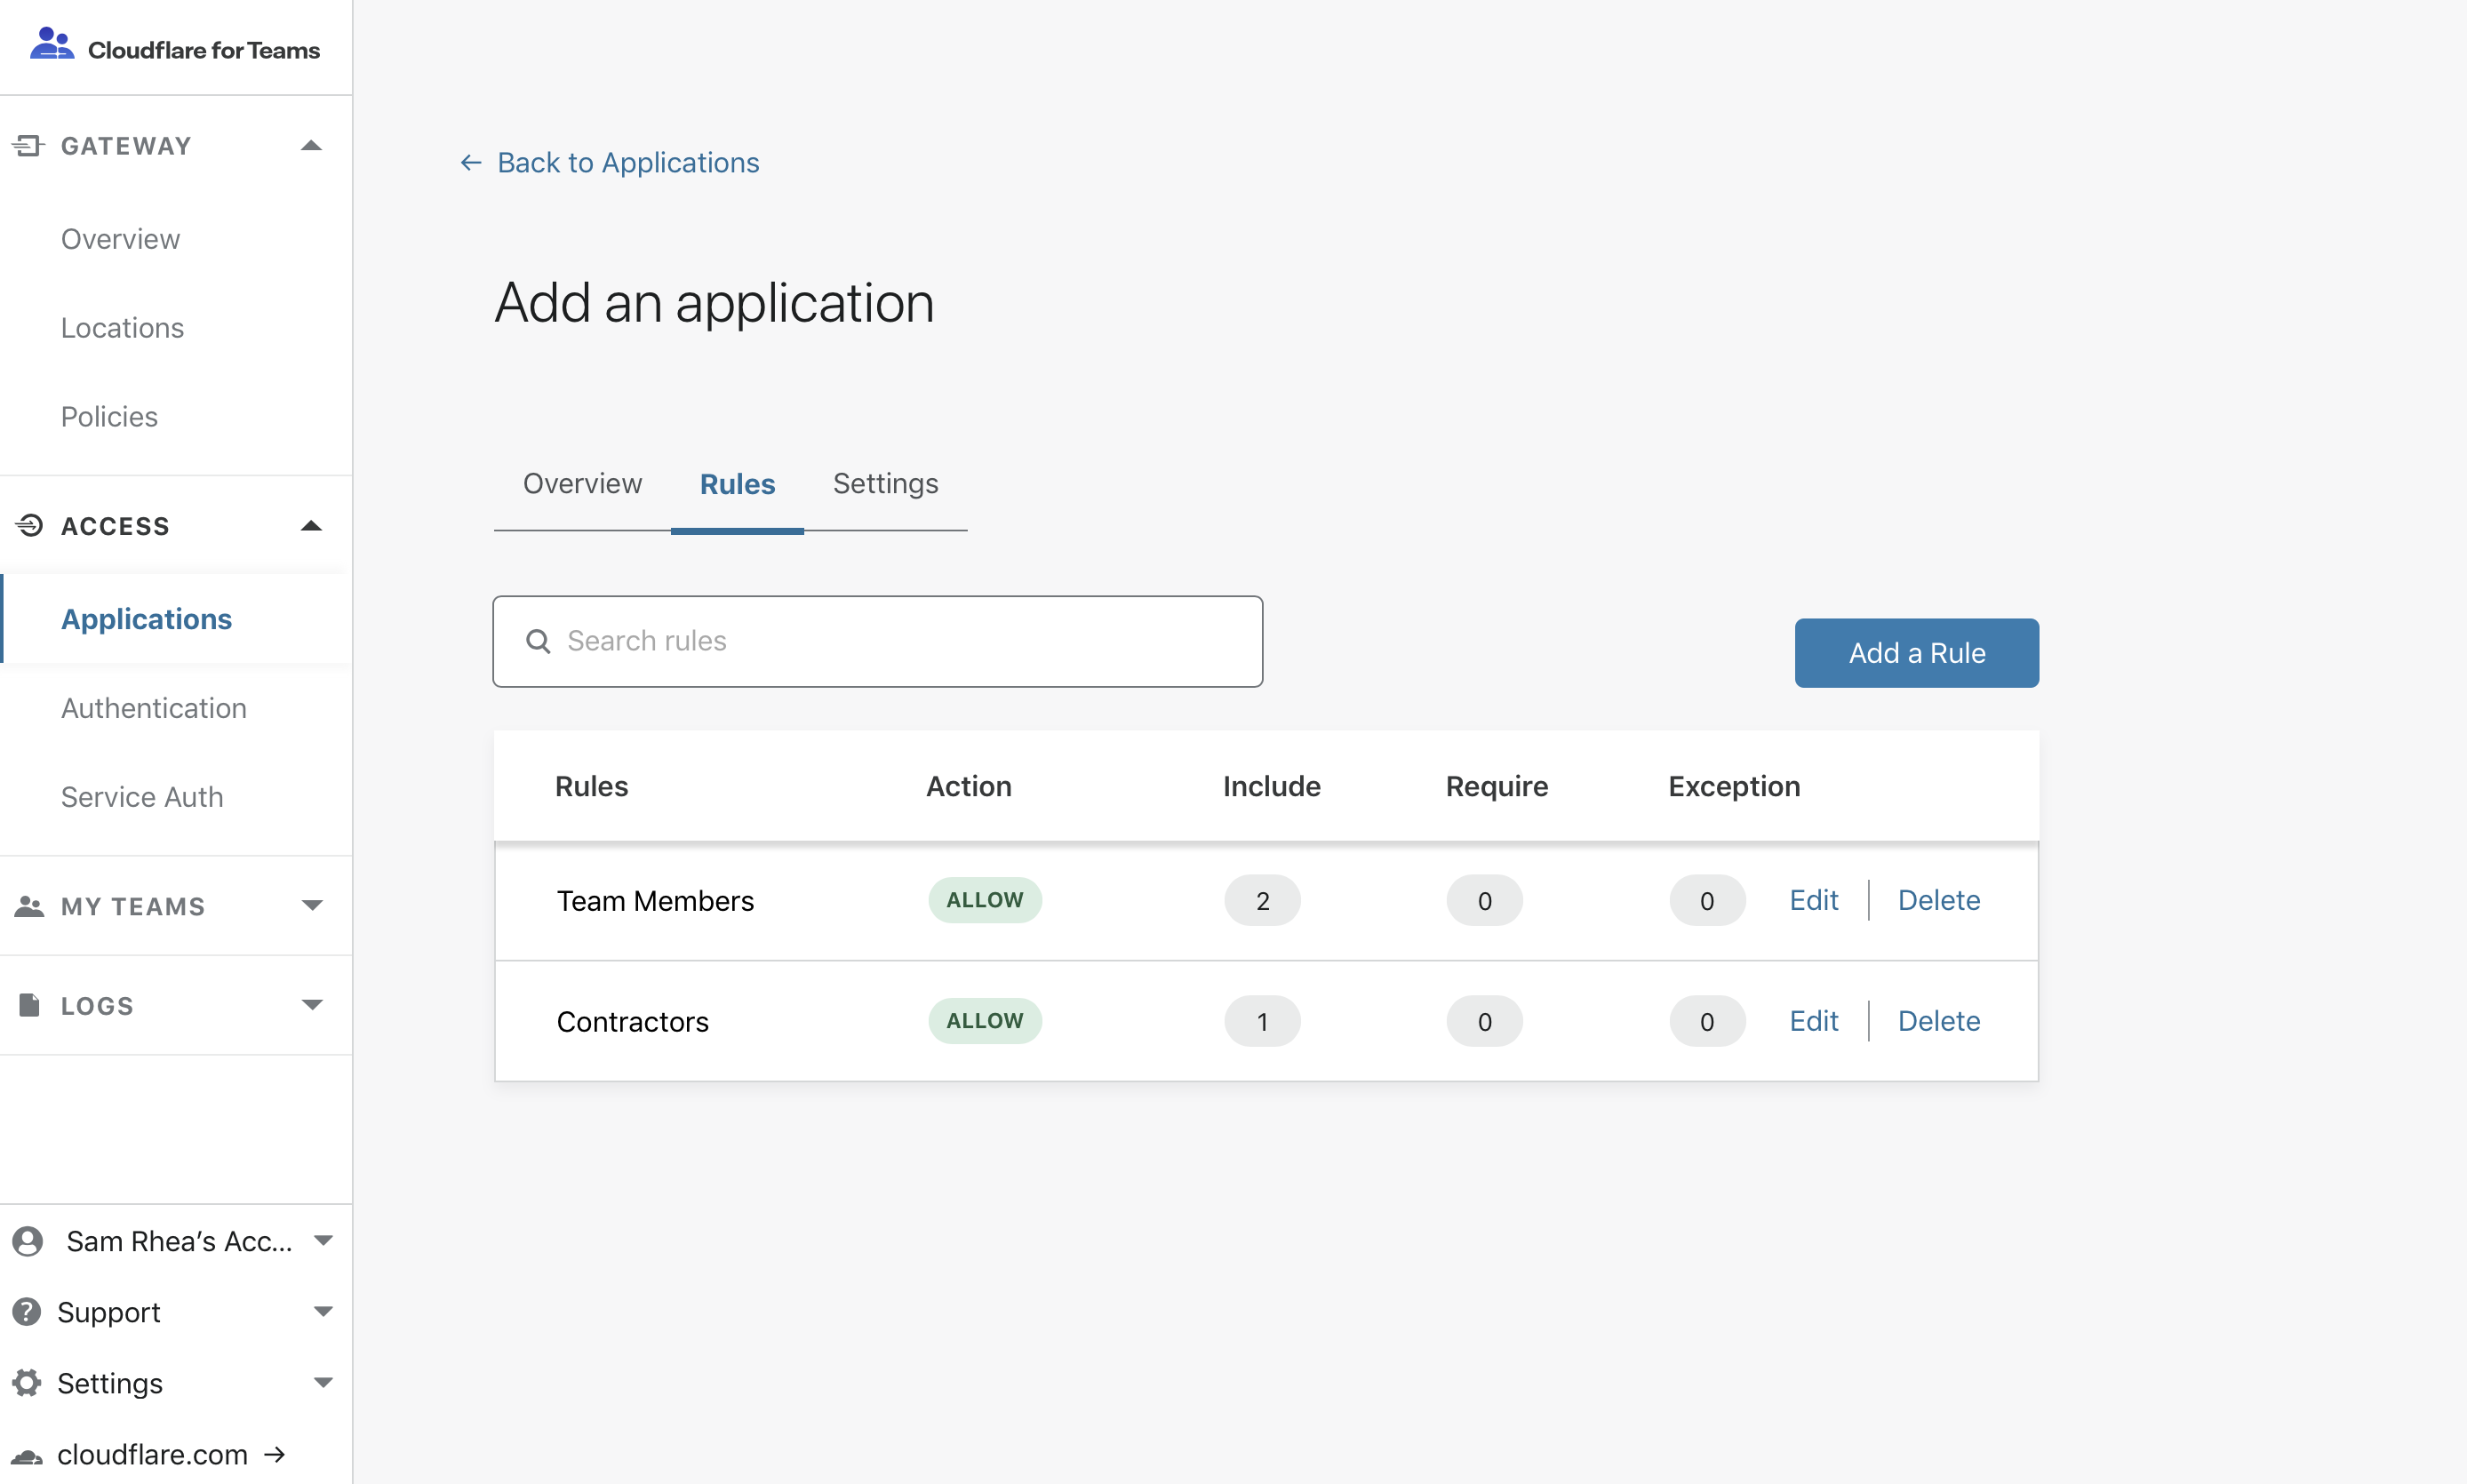 Cloudflare for Teams
GATEWAY
Overview
Locations
Policies
ACCESS
Applications
Authentication
Service Auth
MY TEAMS
LOGS
Sam Rhea’s Acc...
Support
Settings
cloudflare.com →
← Back to Applications
Add an application
Overview Rules Settings
Search rules
Add a Rule
Rules Action Include Require Exception
Team Members ALLOW 2 0 0 Edit | Delete
Contractors ALLOW 1 0 0 Edit | Delete